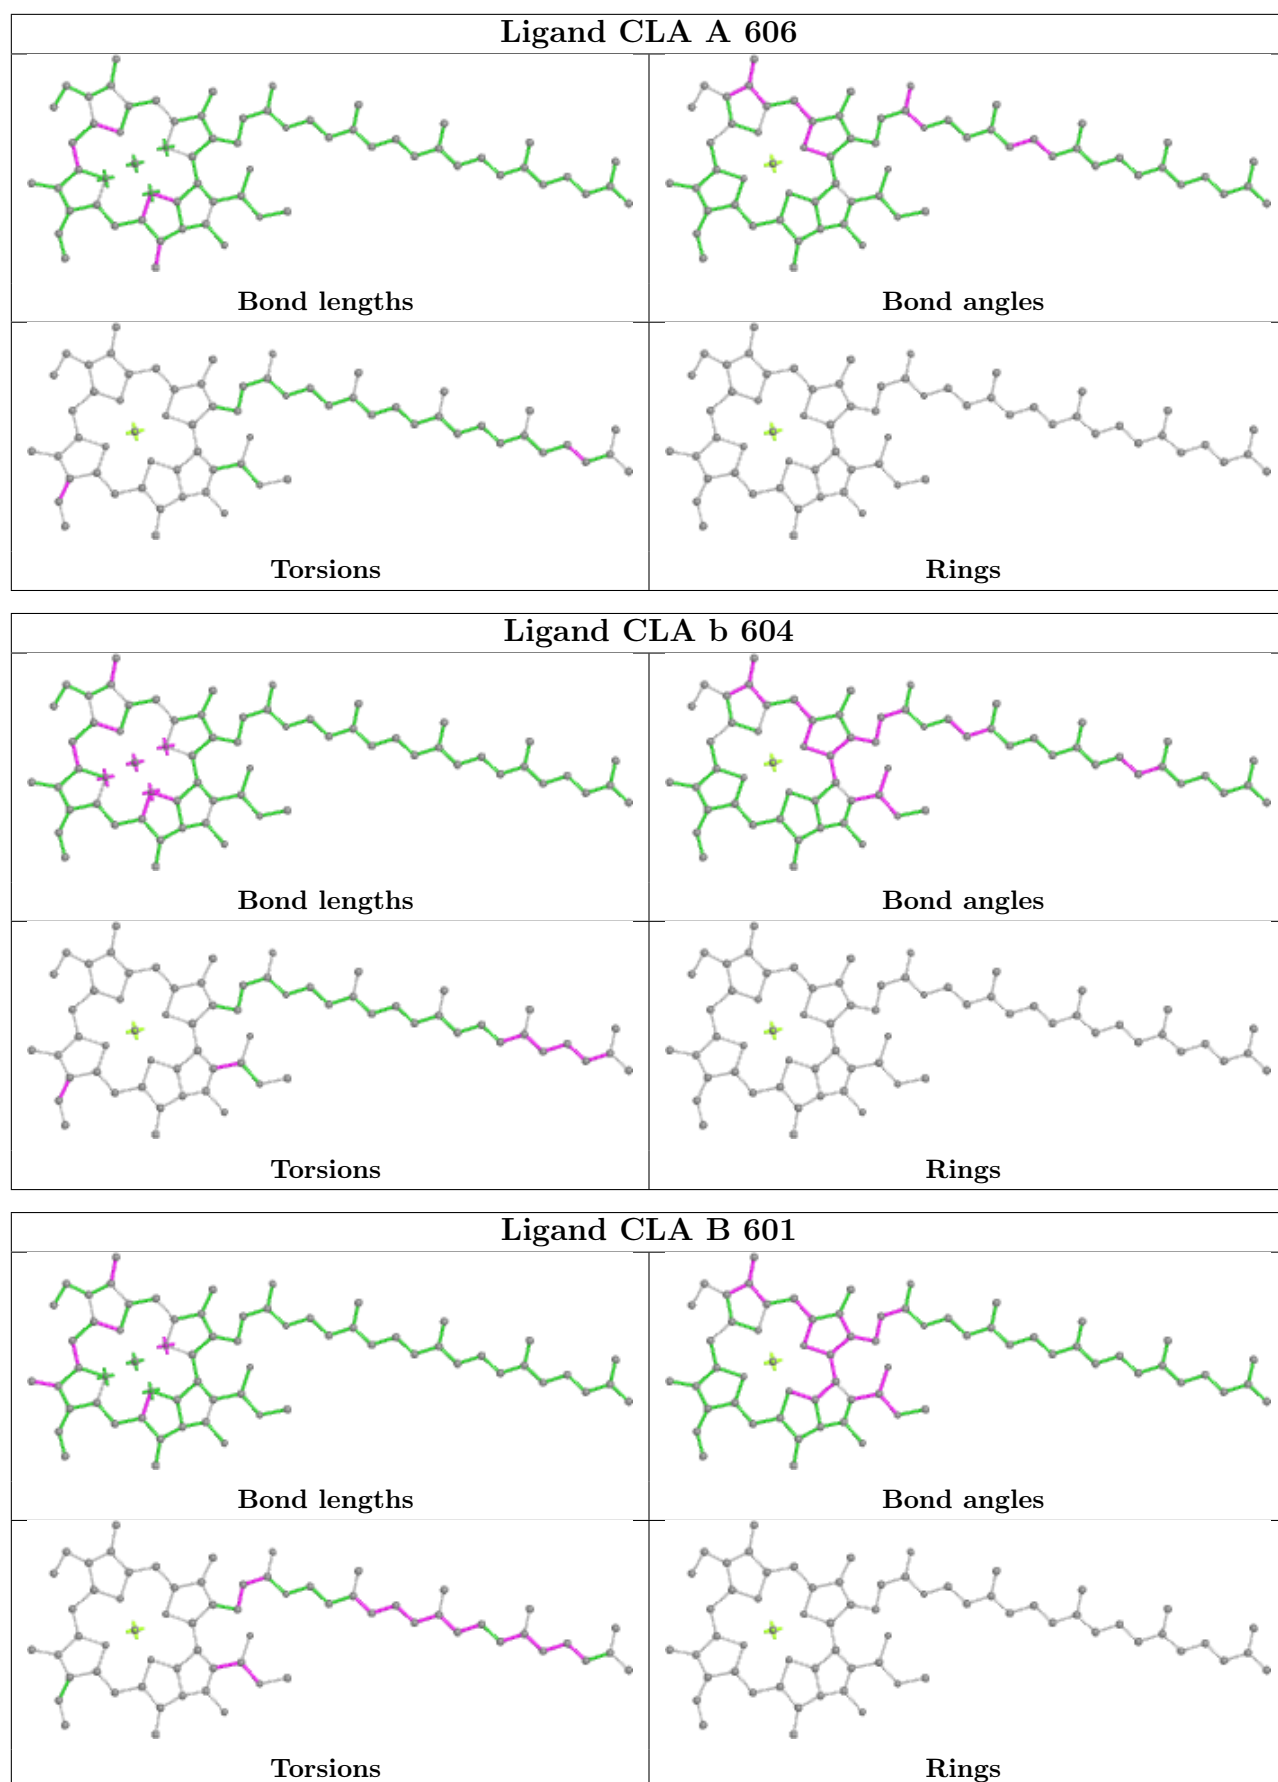 Ligand CLA A 606
Bond lengths
Bond angles
Torsions
Rings
Ligand CLA b 604
Bond lengths
Bond angles
Torsions
Rings
Ligand CLA B 601
Bond lengths
Bond angles
Torsions
Rings